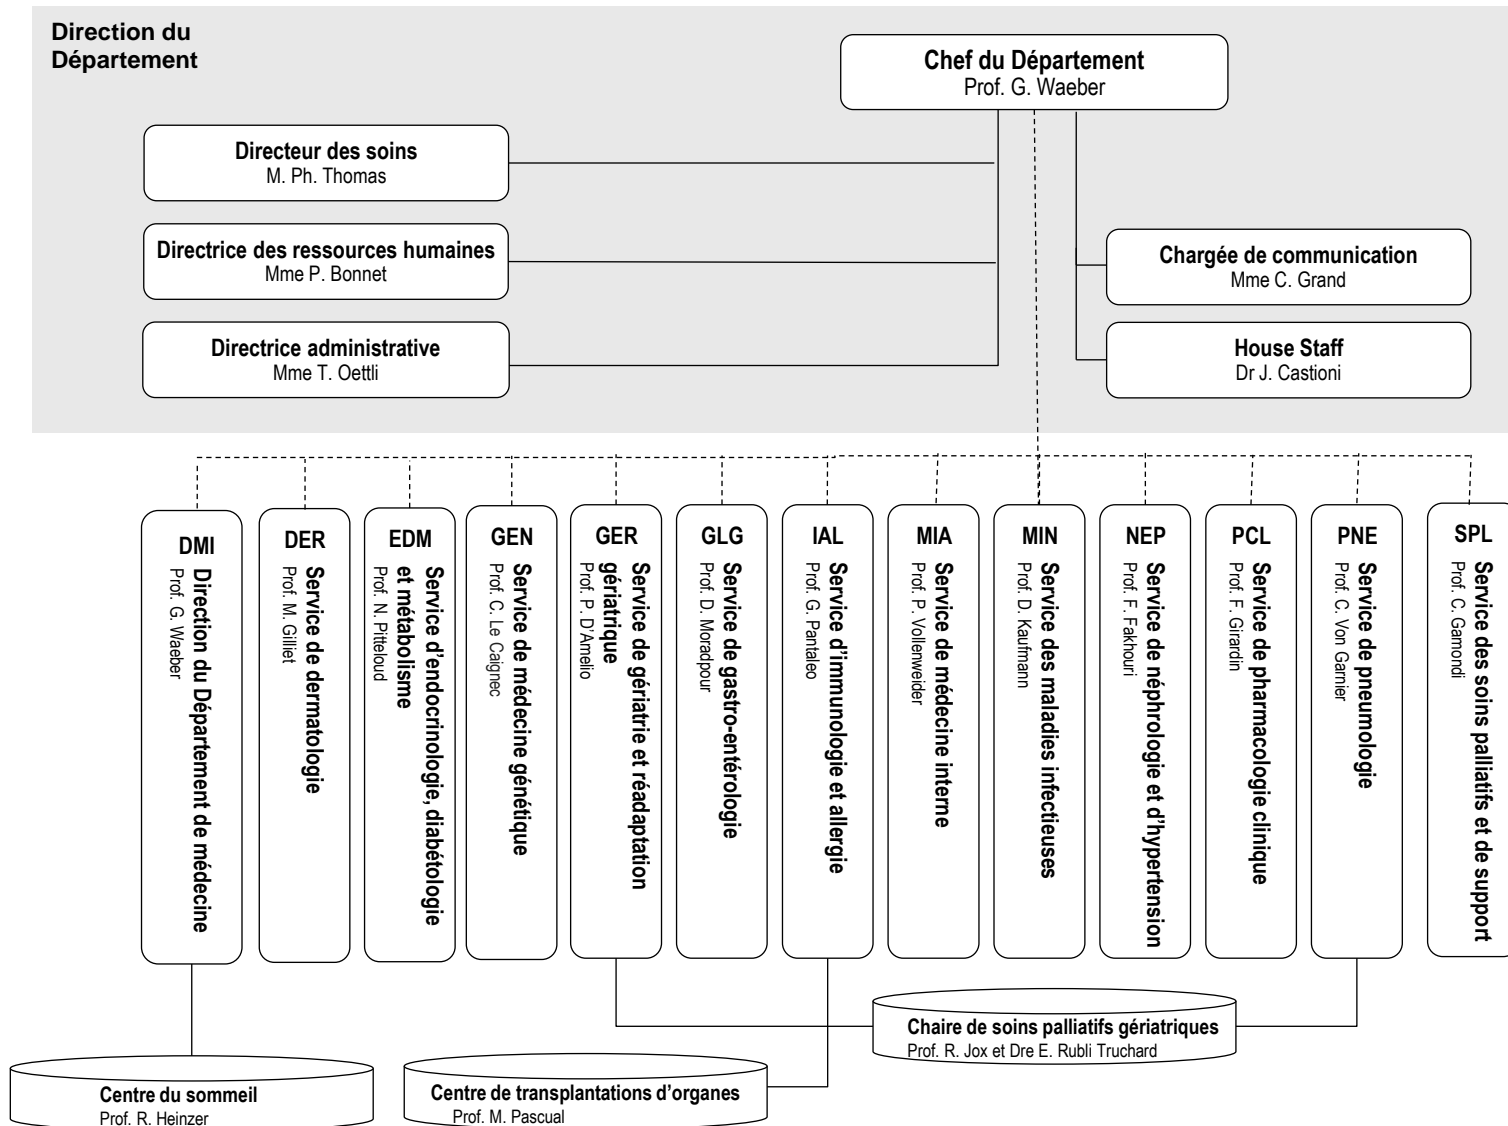 Direction du
Département
Chef du Département
Prof. G. Waeber
Directeur des soins
M. Ph. Thomas
Directrice des ressources humaines
Mme P. Bonnet
Chargée de communication
Mme C. Grand
Directrice administrative
Mme T. Oettli
House Staff
Dr J. Castioni
DMI
Direction du Département de médecine
Prof. G. Waeber
DER
Service de dermatologie
Prof. M. Gilliet
EDM
Service d'endocrinologie, diabétologie
et métabolisme
Prof. N. Pitteloud
GEN
Service de médecine génétique
Prof. C. Le Caignec
GER
Service de gériatrie et réadaptation
gériatrique
Prof. P. D'Amelio
GLG
Service de gastro-entérologie
Prof. D. Moradpour
IAL
Service d'immunologie et allergie
Prof. G. Pantaleo
MIA
Service de médecine interne
Prof. P. Vollenweider
MIN
Service des maladies infectieuses
Prof. D. Kaufmann
NEP
Service de néphrologie et d'hypertension
Prof. F. Fakhouri
PCL
Service de pharmacologie clinique
Prof. F. Girardin
PNE
Service de pneumologie
Prof. C. Von Garnier
SPL
Service des soins palliatifs et de support
Prof. C. Gamondi
Chaire de soins palliatifs gériatriques
Prof. R. Jox et Dre E. Rubli Truchard
Centre du sommeil
Prof. R. Heinzer
Centre de transplantations d'organes
Prof. M. Pascual